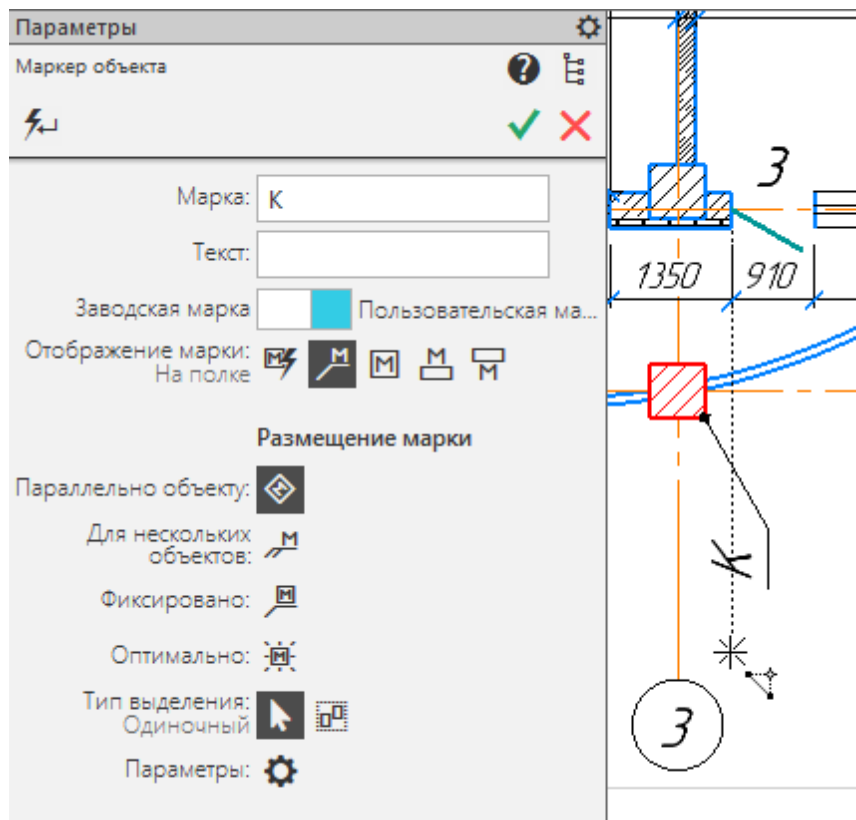 Параметры
Маркер объекта
Марка: К
Текст:
Заводская марка Пользовательская ма...
Отображение марки:
На полке
Размещение марки
Параллельно объекту:
Для нескольких
объектов:
Фиксировано:
Оптимально:
Тип выделения:
Одиночный
Параметры:
3
1350 910
К
3